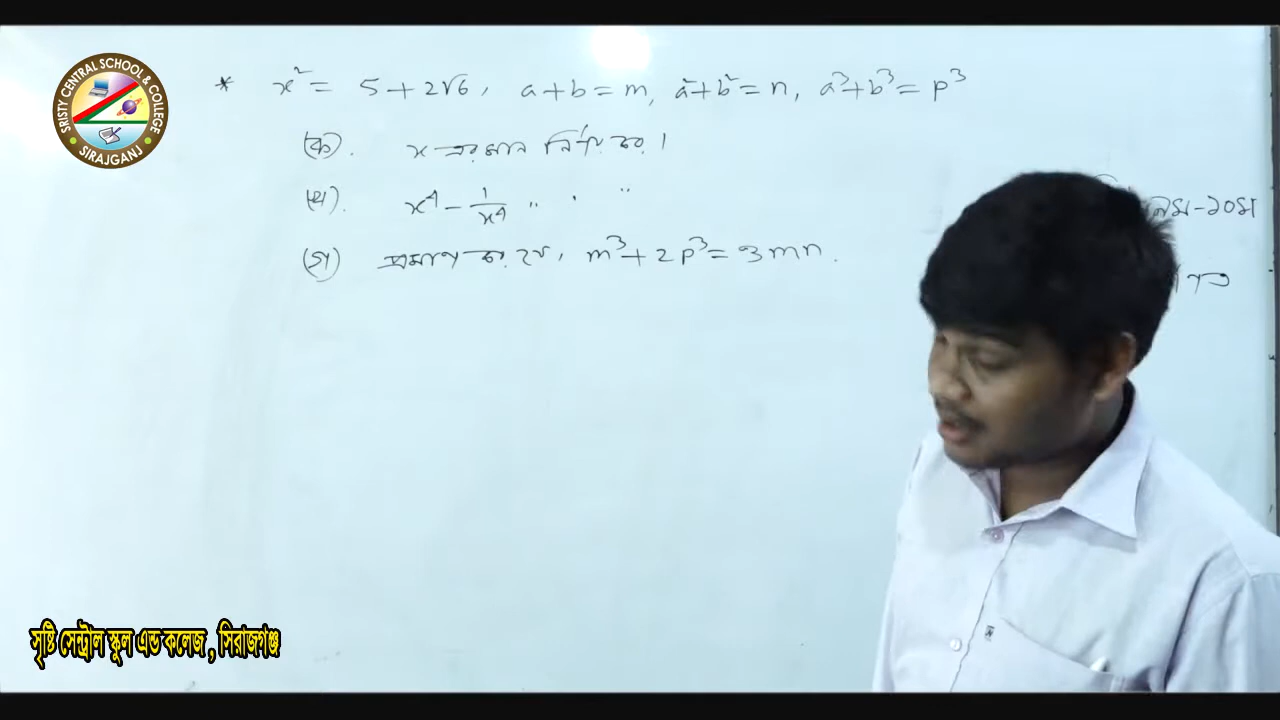 SRISTY CENTRAL SCHOOL & COLLEGE
SIRAJGANJ
* x² = 5 + 2√6, a + b = m, a² + b² = n, a³ + b³ = p³
(ক). x এর মান নির্ণয় কর।
(খ). x⁴ - 1/x⁴ " " "
(গ) প্রমাণ কর যে, m³ + 2p³ = 3mn.
-১০ম
সৃষ্টি সেন্ট্রাল স্কুল এন্ড কলেজ, সিরাজগঞ্জ